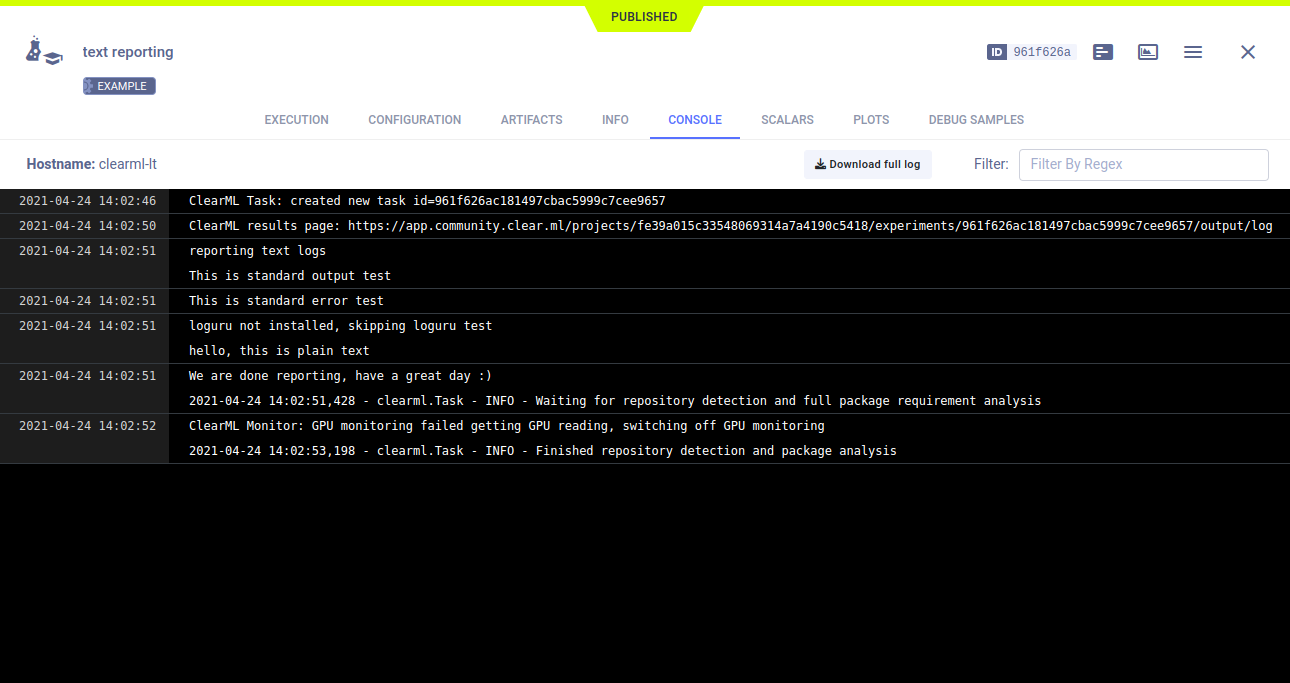 PUBLISHED
text reporting
ID 961f626a
EXAMPLE
EXECUTION CONFIGURATION ARTIFACTS INFO CONSOLE SCALARS PLOTS DEBUG SAMPLES
Hostname: clearml-lt
Download full log
Filter: Filter By Regex
2021-04-24 14:02:46 ClearML Task: created new task id=961f626ac181497cbac5999c7cee9657
2021-04-24 14:02:50 ClearML results page: https://app.community.clear.ml/projects/fe39a015c33548069314a7a4190c5418/experiments/961f626ac181497cbac5999c7cee9657/output/log
2021-04-24 14:02:51 reporting text logs
This is standard output test
2021-04-24 14:02:51 This is standard error test
2021-04-24 14:02:51 loguru not installed, skipping loguru test
hello, this is plain text
2021-04-24 14:02:51 We are done reporting, have a great day :)
2021-04-24 14:02:51,428 - clearml.Task - INFO - Waiting for repository detection and full package requirement analysis
2021-04-24 14:02:52 ClearML Monitor: GPU monitoring failed getting GPU reading, switching off GPU monitoring
2021-04-24 14:02:53,198 - clearml.Task - INFO - Finished repository detection and package analysis